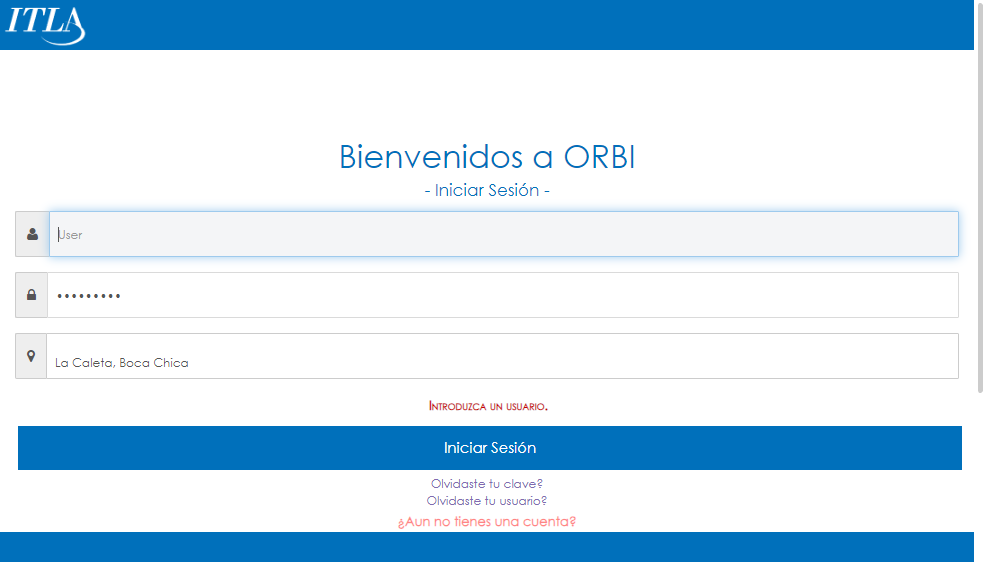 ITLA
Bienvenidos a ORBI
- Iniciar Sesión -
User
•••••••••
La Caleta, Boca Chica
Introduzca un usuario.
Iniciar Sesión
Olvidaste tu clave?
Olvidaste tu usuario?
¿Aun no tienes una cuenta?